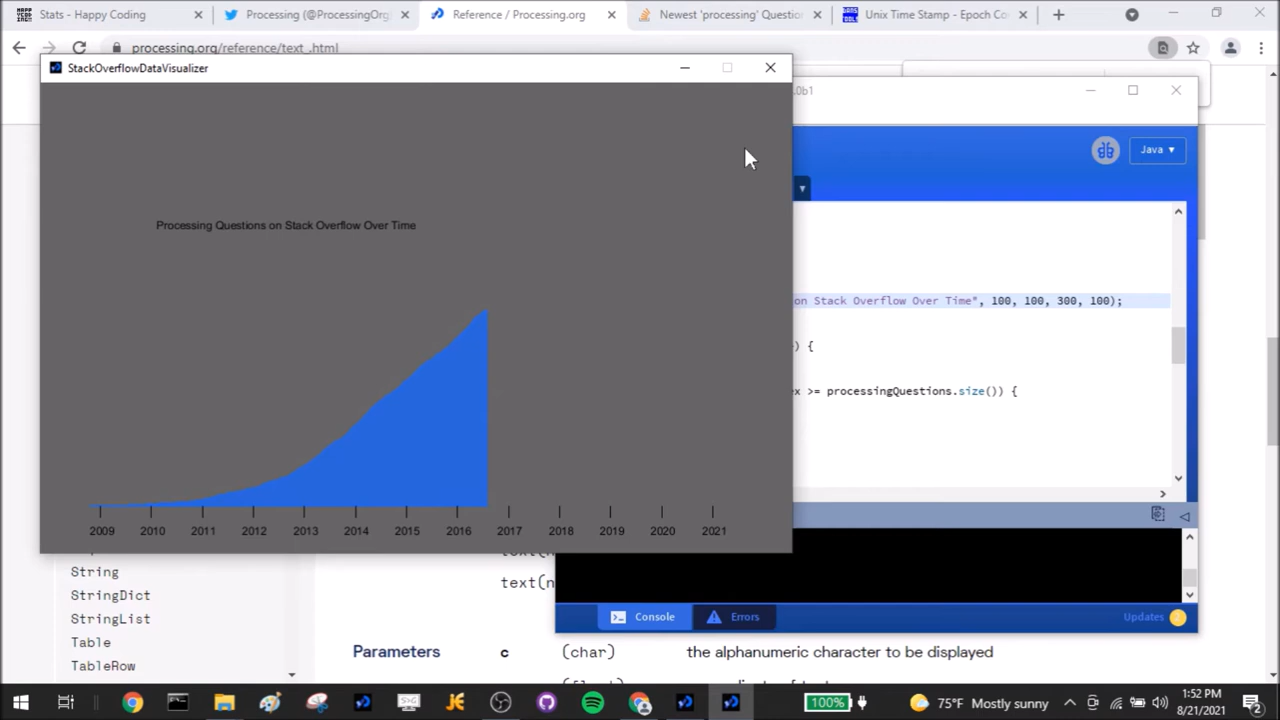 Stats - Happy Coding
Processing (@ProcessingOrg
Reference / Processing.org
Newest 'processing' Questio
Unix Time Stamp - Epoch Co
processing.org/reference/text_.html
StackOverflowDataVisualizer
.0b1
Java
Processing Questions on Stack Overflow Over Time
on Stack Overflow Over Time", 100, 100, 300, 100);
) {
ex >= processingQuestions.size()) {
2009 2010 2011 2012 2013 2014 2015 2016 2017 2018 2019 2020 2021
text(n
String
StringDict
StringList
Table
TableRow
Console
Errors
Updates 2
Parameters
c
(char)
the alphanumeric character to be displayed
100%
75°F Mostly sunny
1:52 PM
8/21/2021
2